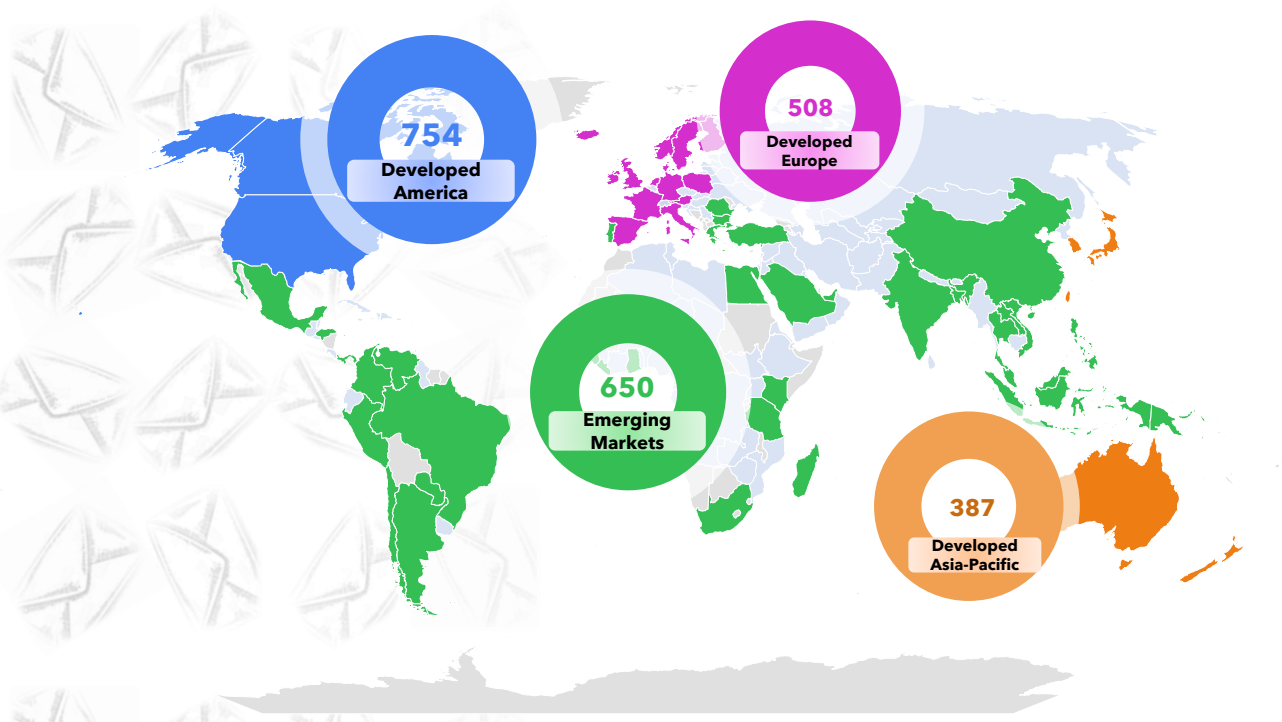 754
Developed
America
508
Developed
Europe
650
Emerging
Markets
387
Developed
Asia-Pacific